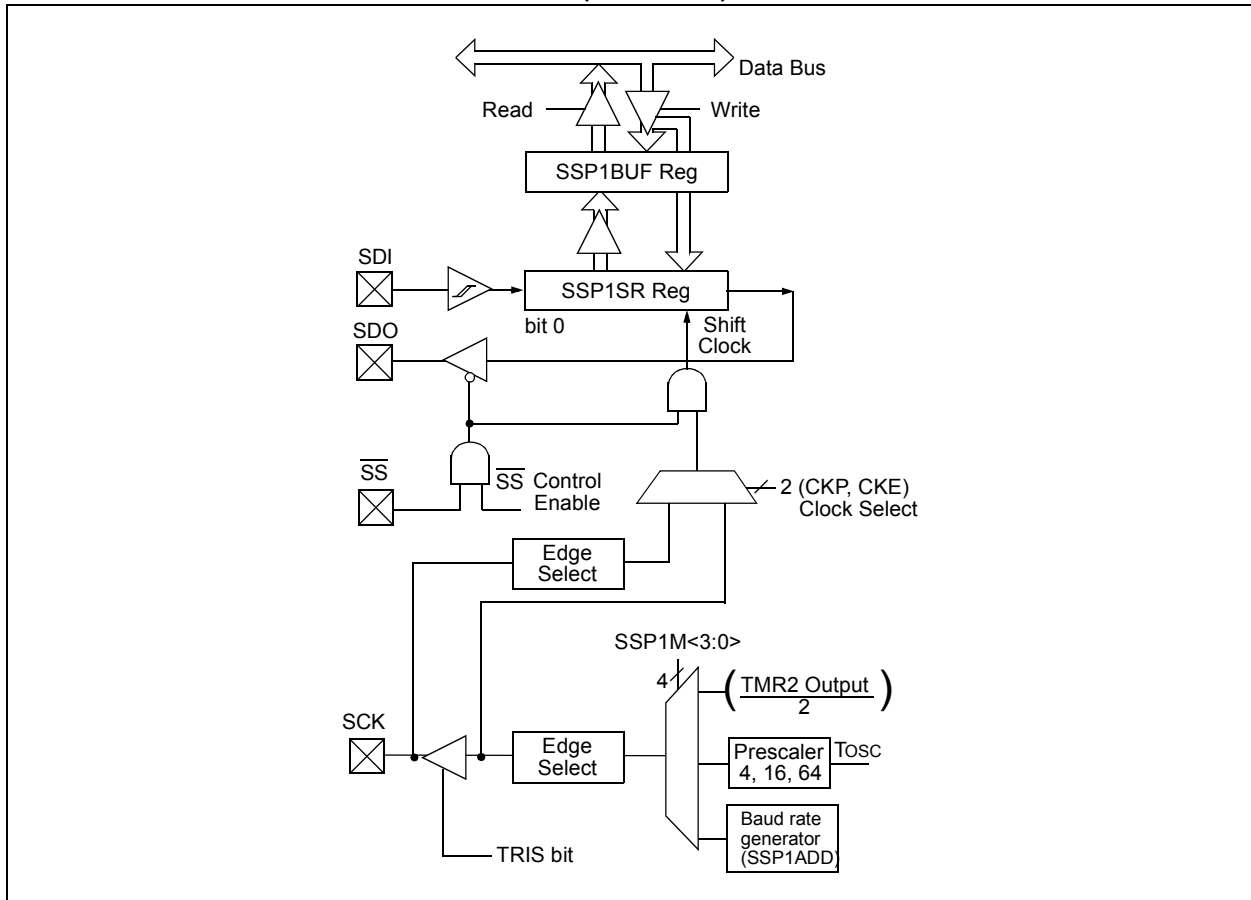 Data Bus
Read
Write
SSP1BUF Reg
SDI
SSP1SR Reg
bit 0
Shift
Clock
SDO
SS
SS Control
Enable
2 (CKP, CKE)
Clock Select
Edge
Select
SSP1M<3:0>
4
( TMR2 Output )
2
SCK
Edge
Select
Prescaler
4, 16, 64
TOSC
Baud rate
generator
(SSP1ADD)
TRIS bit